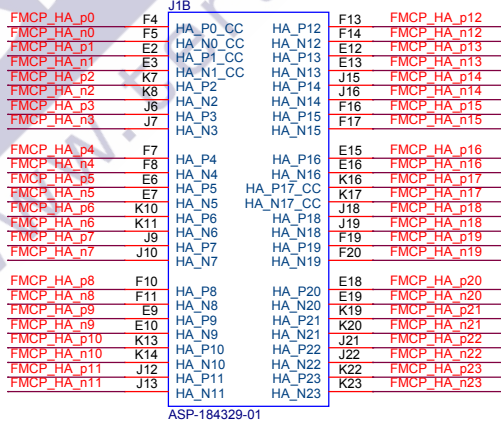 J1B
FMCP_HA_p0 F4 HA_P0_CC HA_P12 F13 FMCP_HA_p12
FMCP_HA_n0 F5 HA_N0_CC HA_N12 F14 FMCP_HA_n12
FMCP_HA_p1 E2 HA_P1_CC HA_P13 E12 FMCP_HA_p13
FMCP_HA_n1 E3 HA_N1_CC HA_N13 E13 FMCP_HA_n13
FMCP_HA_p2 K7 HA_P2 HA_P14 J15 FMCP_HA_p14
FMCP_HA_n2 K8 HA_N2 HA_N14 J16 FMCP_HA_n14
FMCP_HA_p3 J6 HA_P3 HA_P15 F16 FMCP_HA_p15
FMCP_HA_n3 J7 HA_N3 HA_N15 F17 FMCP_HA_n15
FMCP_HA_p4 F7 HA_P4 HA_P16 E15 FMCP_HA_p16
FMCP_HA_n4 F8 HA_N4 HA_N16 E16 FMCP_HA_n16
FMCP_HA_p5 E6 HA_P5 HA_P17_CC K16 FMCP_HA_p17
FMCP_HA_n5 E7 HA_N5 HA_N17_CC K17 FMCP_HA_n17
FMCP_HA_p6 K10 HA_P6 HA_P18 J18 FMCP_HA_p18
FMCP_HA_n6 K11 HA_N6 HA_N18 J19 FMCP_HA_n18
FMCP_HA_p7 J9 HA_P7 HA_P19 F19 FMCP_HA_p19
FMCP_HA_n7 J10 HA_N7 HA_N19 F20 FMCP_HA_n19
FMCP_HA_p8 F10 HA_P8 HA_P20 E18 FMCP_HA_p20
FMCP_HA_n8 F11 HA_N8 HA_N20 E19 FMCP_HA_n20
FMCP_HA_p9 E9 HA_P9 HA_P21 K19 FMCP_HA_p21
FMCP_HA_n9 E10 HA_N9 HA_N21 K20 FMCP_HA_n21
FMCP_HA_p10 K13 HA_P10 HA_P22 J21 FMCP_HA_p22
FMCP_HA_n10 K14 HA_N10 HA_N22 J22 FMCP_HA_n22
FMCP_HA_p11 J12 HA_P11 HA_P23 K22 FMCP_HA_p23
FMCP_HA_n11 J13 HA_N11 HA_N23 K23 FMCP_HA_n23
ASP-184329-01